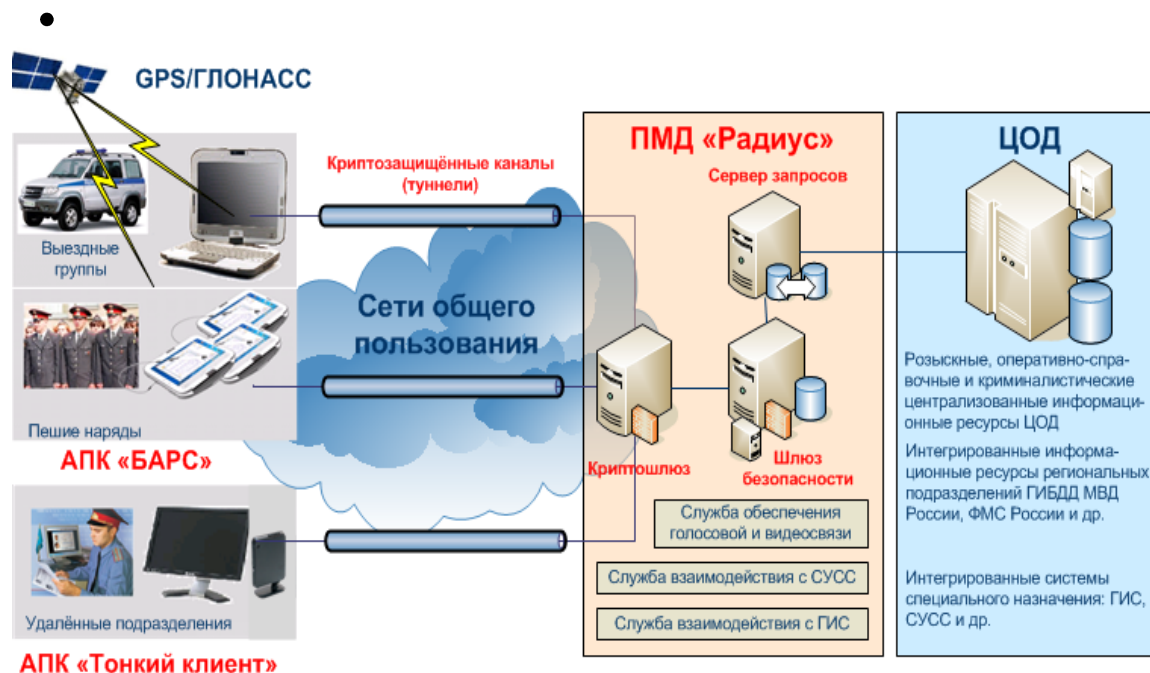 GPS/ГЛОНАСС
Выездные
группы
Пешие наряды
АПК «БАРС»
Удалённые подразделения
АПК «Тонкий клиент»
Криптозащищённые каналы
(туннели)
Сети общего
пользования
ПМД «Радиус»
Сервер запросов
Криптошлюз
Шлюз
безопасности
Служба обеспечения
голосовой и видеосвязи
Служба взаимодействия с СУСС
Служба взаимодействия с ГИС
ЦОД
Розыскные, оперативно-спра-
вочные и криминалистические
централизованные информаци-
онные ресурсы ЦОД
Интегрированные информа-
ционные ресурсы региональных
подразделений ГИБДД МВД
России, ФМС России и др.
Интегрированные системы
специального назначения: ГИС,
СУСС и др.